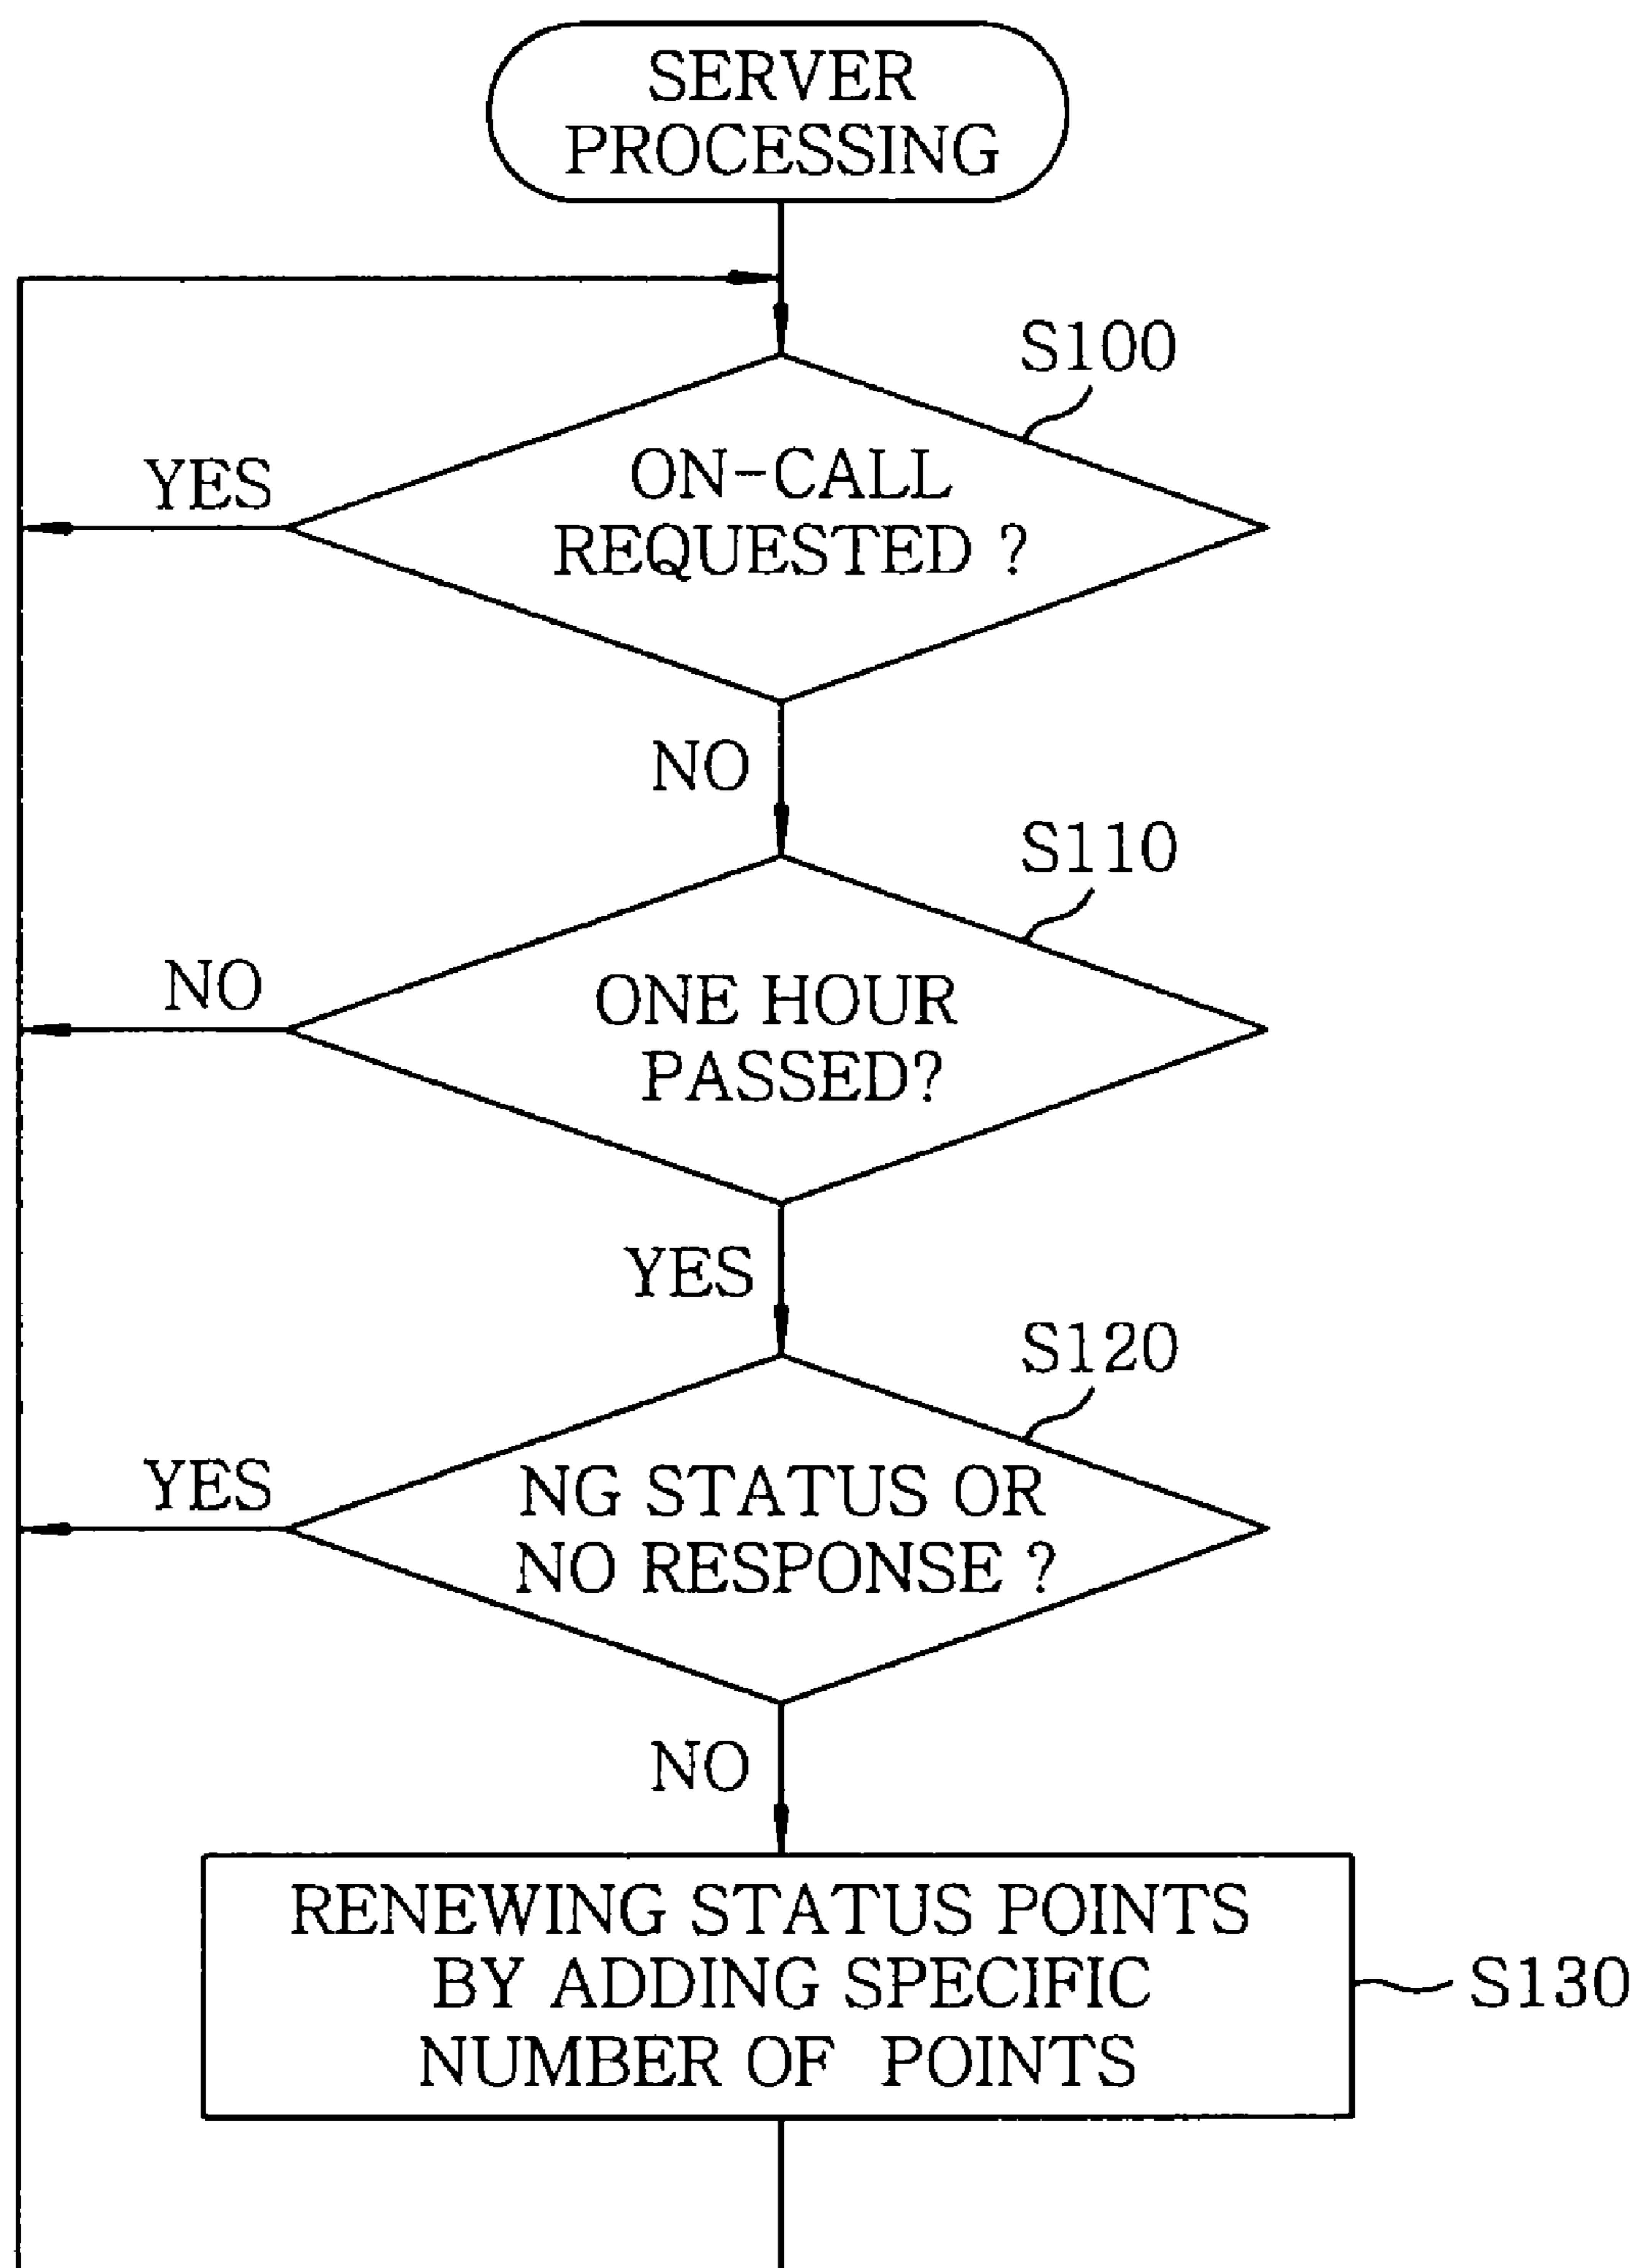 SERVER
PROCESSING
S100
YES
ON-CALL
REQUESTED ?
NO
S110
NO
ONE HOUR
PASSED?
YES
S120
YES
NG STATUS OR
NO RESPONSE ?
NO
RENEWING STATUS POINTS
BY ADDING SPECIFIC
NUMBER OF POINTS
S130